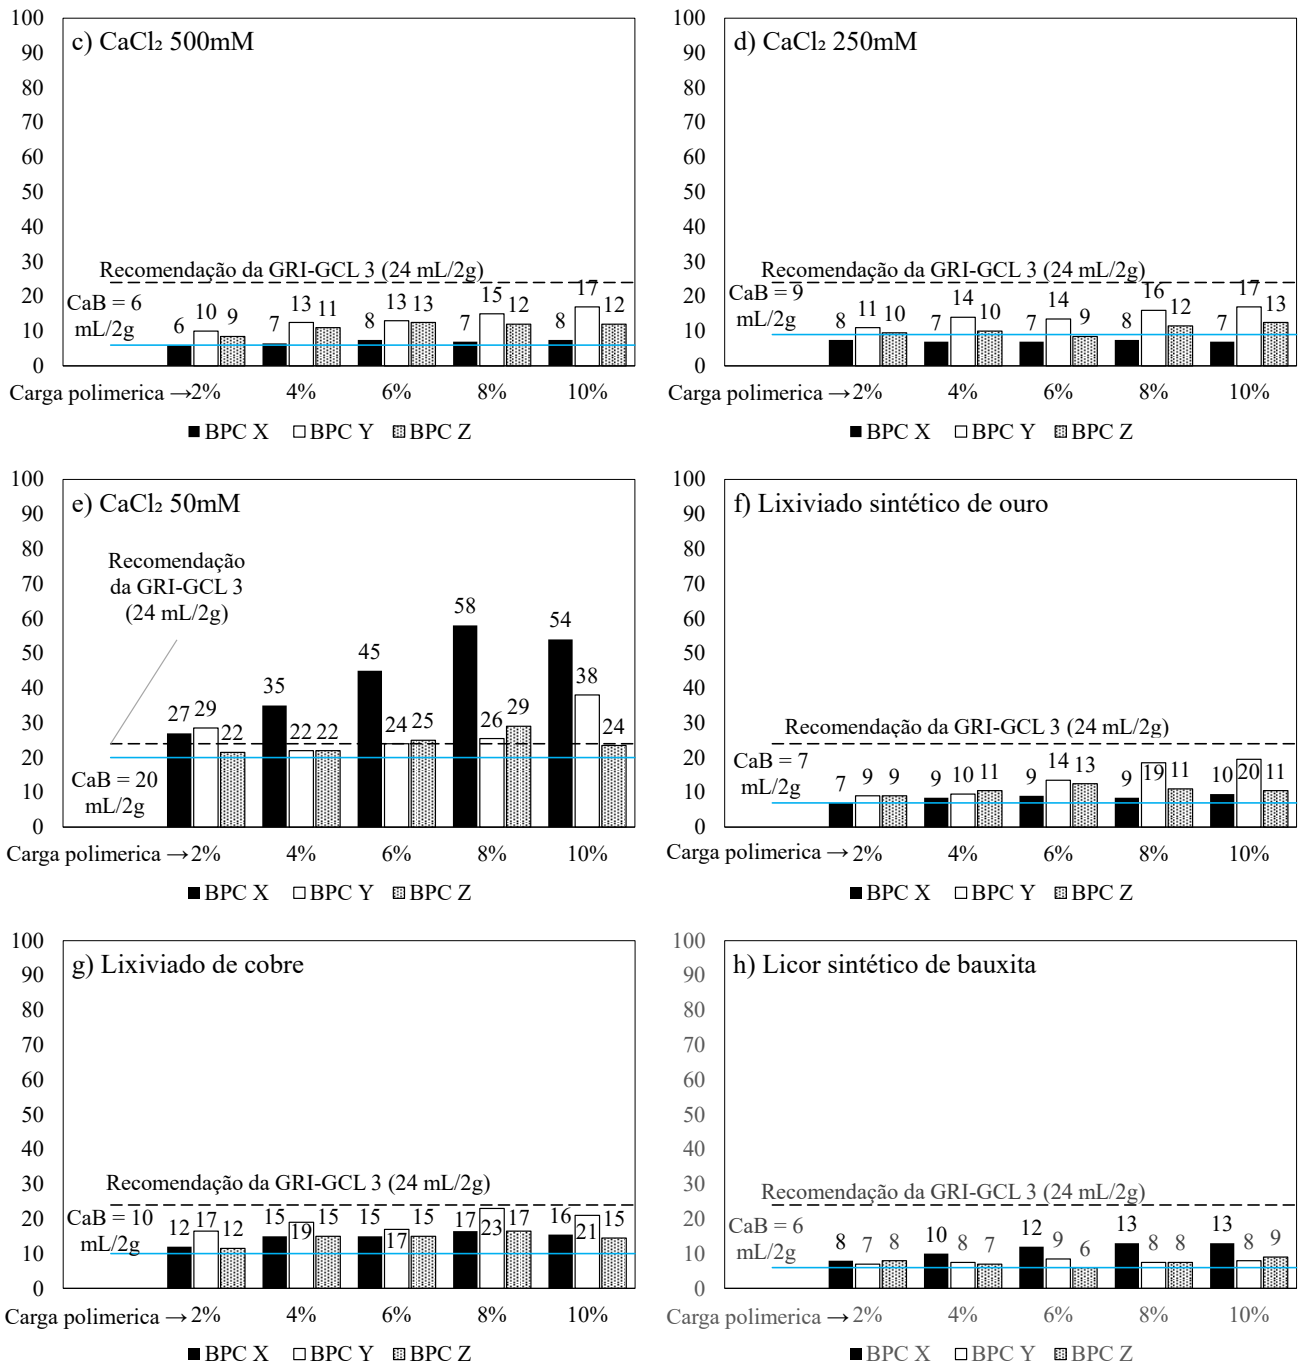 c) CaCl₂ 500mM
100
90
80
70
60
50
40
30
20
10
0
Recomendação da GRI-GCL 3 (24 mL/2g)
CaB = 6
mL/2g
6 10 9 7 13 11 8 13 13 7 15 12 8 17 12
Carga polimerica → 2% 4% 6% 8% 10%
BPC X BPC Y BPC Z
d) CaCl₂ 250mM
100
90
80
70
60
50
40
30
20
10
0
Recomendação da GRI-GCL 3 (24 mL/2g)
CaB = 9
mL/2g
8 11 10 7 14 10 7 14 9 8 16 12 7 17 13
Carga polimerica → 2% 4% 6% 8% 10%
BPC X BPC Y BPC Z
e) CaCl₂ 50mM
100
90
80
70
60
50
40
30
20
10
0
Recomendação
da GRI-GCL 3
(24 mL/2g)
CaB = 20
mL/2g
27 29 22 35 22 22 45 24 25 58 26 29 54 38 24
Carga polimerica → 2% 4% 6% 8% 10%
BPC X BPC Y BPC Z
f) Lixiviado sintético de ouro
100
90
80
70
60
50
40
30
20
10
0
Recomendação da GRI-GCL 3 (24 mL/2g)
CaB = 7
mL/2g
7 9 9 9 10 11 9 14 13 9 19 11 10 20 11
Carga polimerica → 2% 4% 6% 8% 10%
BPC X BPC Y BPC Z
g) Lixiviado de cobre
100
90
80
70
60
50
40
30
20
10
0
Recomendação da GRI-GCL 3 (24 mL/2g)
CaB = 10
mL/2g
12 17 12 15 19 15 15 17 15 17 23 17 16 21 15
Carga polimerica → 2% 4% 6% 8% 10%
BPC X BPC Y BPC Z
h) Licor sintético de bauxita
100
90
80
70
60
50
40
30
20
10
0
Recomendação da GRI-GCL 3 (24 mL/2g)
CaB = 6
mL/2g
8 7 8 10 8 7 12 9 6 13 8 8 13 8 9
Carga polimerica → 2% 4% 6% 8% 10%
BPC X BPC Y BPC Z